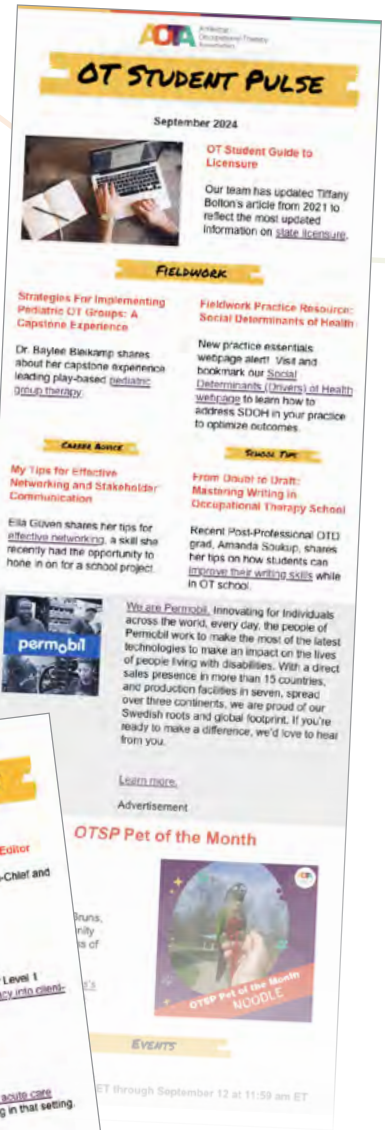 AOTA American Occupational Therapy Association
OT STUDENT PULSE
September 2024
OT Student Guide to
Licensure
Our team has updated Tiffany
Bolton's article from 2021 to
reflect the most updated
information on state licensure.
FIELDWORK
Strategies For Implementing
Pediatric OT Groups: A
Capstone Experience
Dr. Baylee Bleikamp shares
about her capstone experience
leading play-based pediatric
group therapy.
Fieldwork Practice Resource:
Social Determinants of Health
New practice essentials
webpage alert! Visit and
bookmark our Social
Determinants (Drivers) of Health
webpage to learn how to
address SDOH in your practice
to optimize outcomes.
CAREER ADVICE
My Tips for Effective
Networking and Stakeholder
Communication
Ella Guven shares her tips for
effective networking, a skill she
recently had the opportunity to
hone in on for a school project.
SCHOOL TIPS
From Doubt to Draft:
Mastering Writing in
Occupational Therapy School
Recent Post-Professional OTD
grad, Amanda Soukup, shares
her tips on how students can
improve their writing skills while
in OT school.
permobil
We are Permobil. Innovating for Individuals
across the world, every day, the people of
Permobil work to make the most of the latest
technologies to make an impact on the lives
of people living with disabilities. With a direct
sales presence in more than 15 countries,
and production facilities in seven, spread
over three continents, we are proud of our
Swedish roots and global footprint. If you're
ready to make a difference, we'd love to hear
from you.
Learn more.
Advertisement
OTSP Pet of the Month
Bruns,
OTSP Pet of the Month
NOODLE
EVENTS
ET through September 12 at 11:59 am ET
Editor
-Chief and
Level 1
acute care
g in that setting.